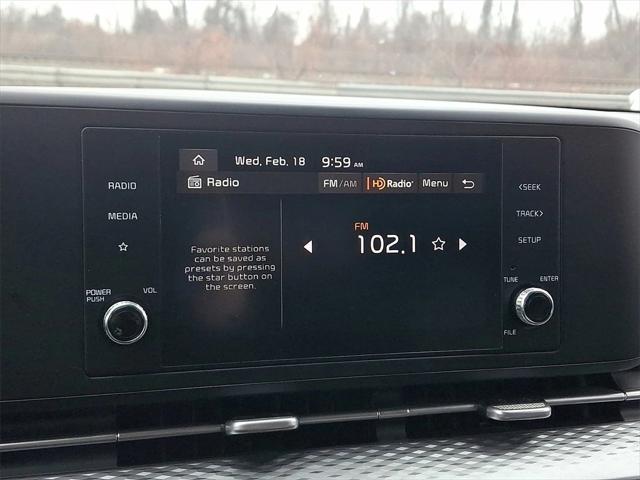 Wed, Feb. 18 9:59 AM
Radio FM/AM HD Radio Menu
RADIO
MEDIA
POWER PUSH VOL
Favorite stations
can be saved as
presets by pressing
the star button on
the screen.
FM
102.1
<SEEK
TRACK>
SETUP
TUNE ENTER
FILE